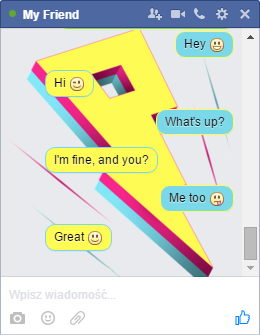 My Friend
Hey
Hi
What's up?
I'm fine, and you?
Me too
Great
Wpisz wiadomość...